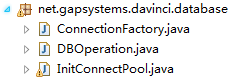 net.gapsystems.davinci.database
ConnectionFactory.java
DBOperation.java
InitConnectPool.java